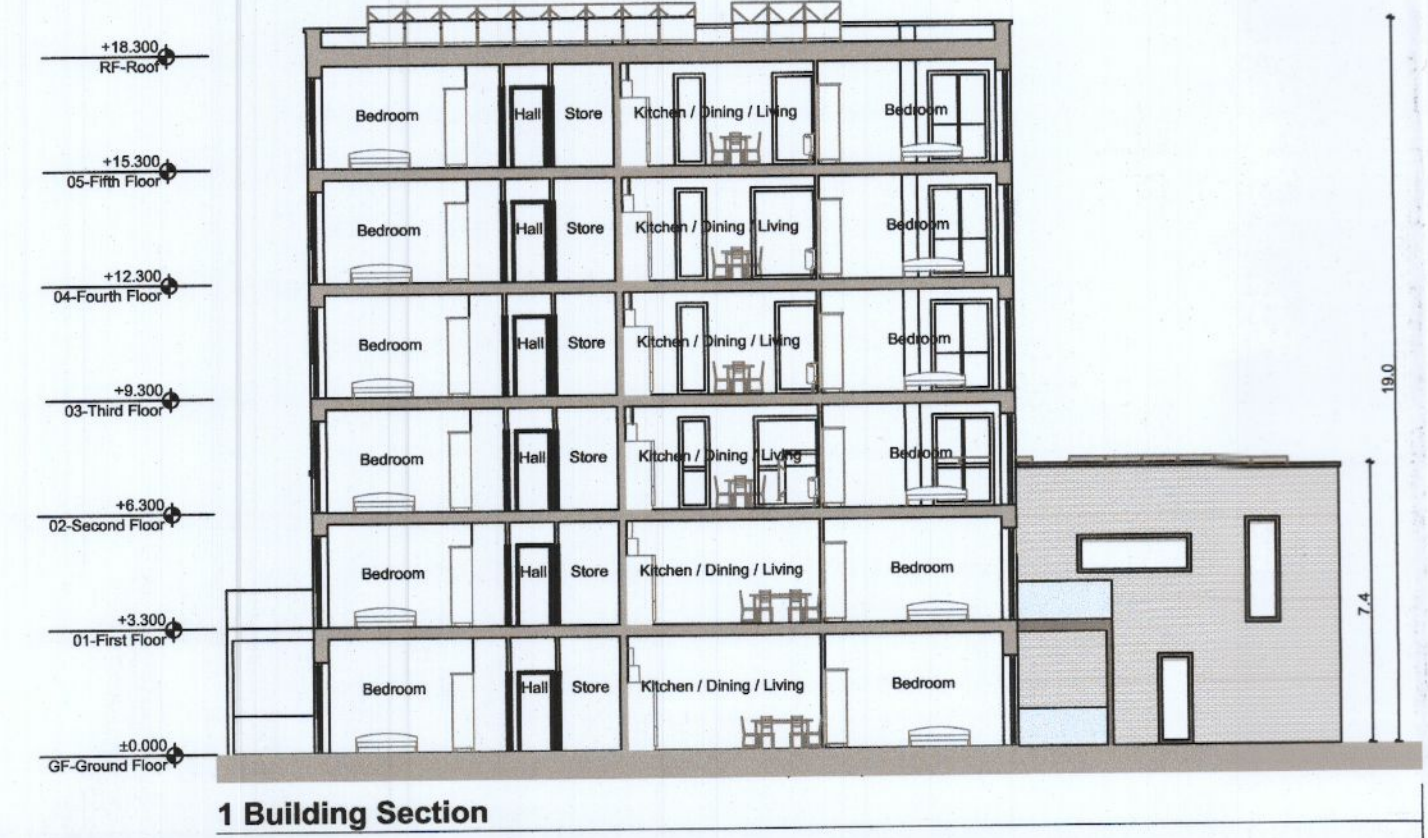 +18.300
RF-Roof
Bedroom Hall Store Kitchen / Dining / Living Bedroom
+15.300
05-Fifth Floor
Bedroom Hall Store Kitchen / Dining / Living Bedroom
+12.300
04-Fourth Floor
Bedroom Hall Store Kitchen / Dining / Living Bedroom
+9.300
03-Third Floor
19.0
Bedroom Hall Store Kitchen / Dining / Living Bedroom
+6.300
02-Second Floor
Bedroom Hall Store Kitchen / Dining / Living Bedroom
+3.300
01-First Floor
7.4
Bedroom Hall Store Kitchen / Dining / Living Bedroom
±0.000
GF-Ground Floor
1 Building Section